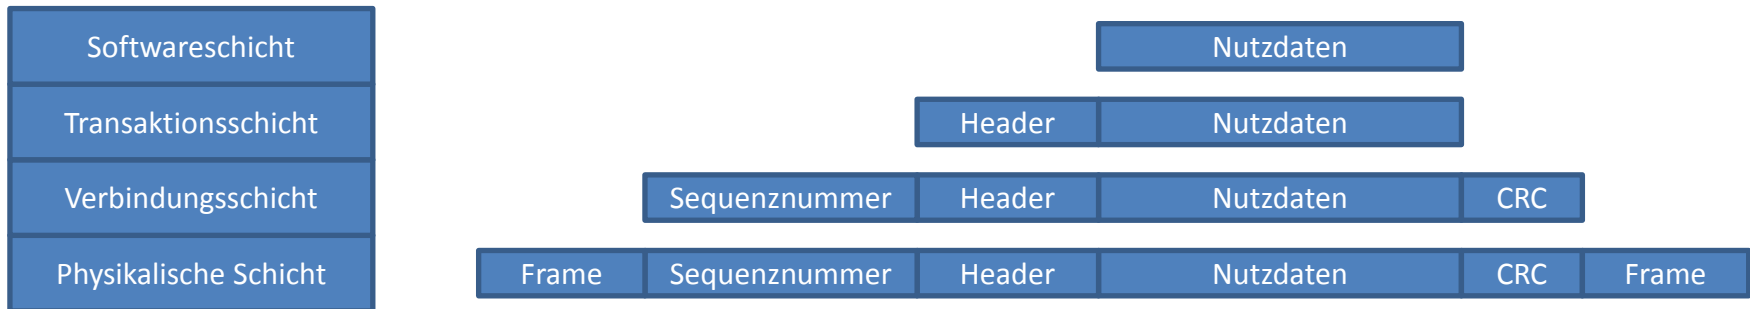 Softwareschicht Nutzdaten
Transaktionsschicht Header Nutzdaten
Verbindungsschicht Sequenznummer Header Nutzdaten CRC
Physikalische Schicht Frame Sequenznummer Header Nutzdaten CRC Frame